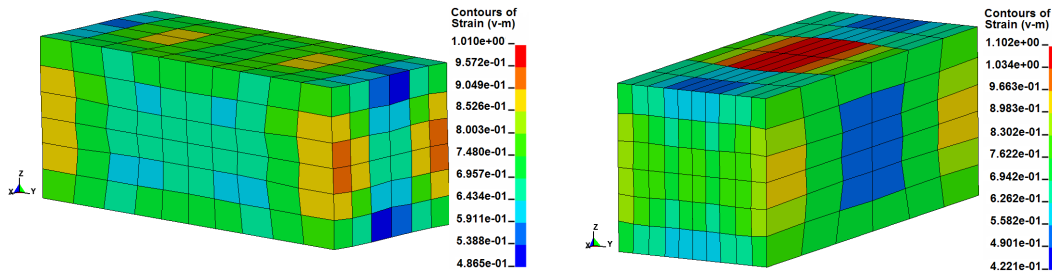 Contours of
Strain (v-m)
1.010e+00
9.572e-01
9.049e-01
8.526e-01
8.003e-01
7.480e-01
6.957e-01
6.434e-01
5.911e-01
5.388e-01
4.865e-01
Z
X Y
Contours of
Strain (v-m)
1.102e+00
1.034e+00
9.663e-01
8.983e-01
8.302e-01
7.622e-01
6.942e-01
6.262e-01
5.582e-01
4.901e-01
4.221e-01
Z
X Y